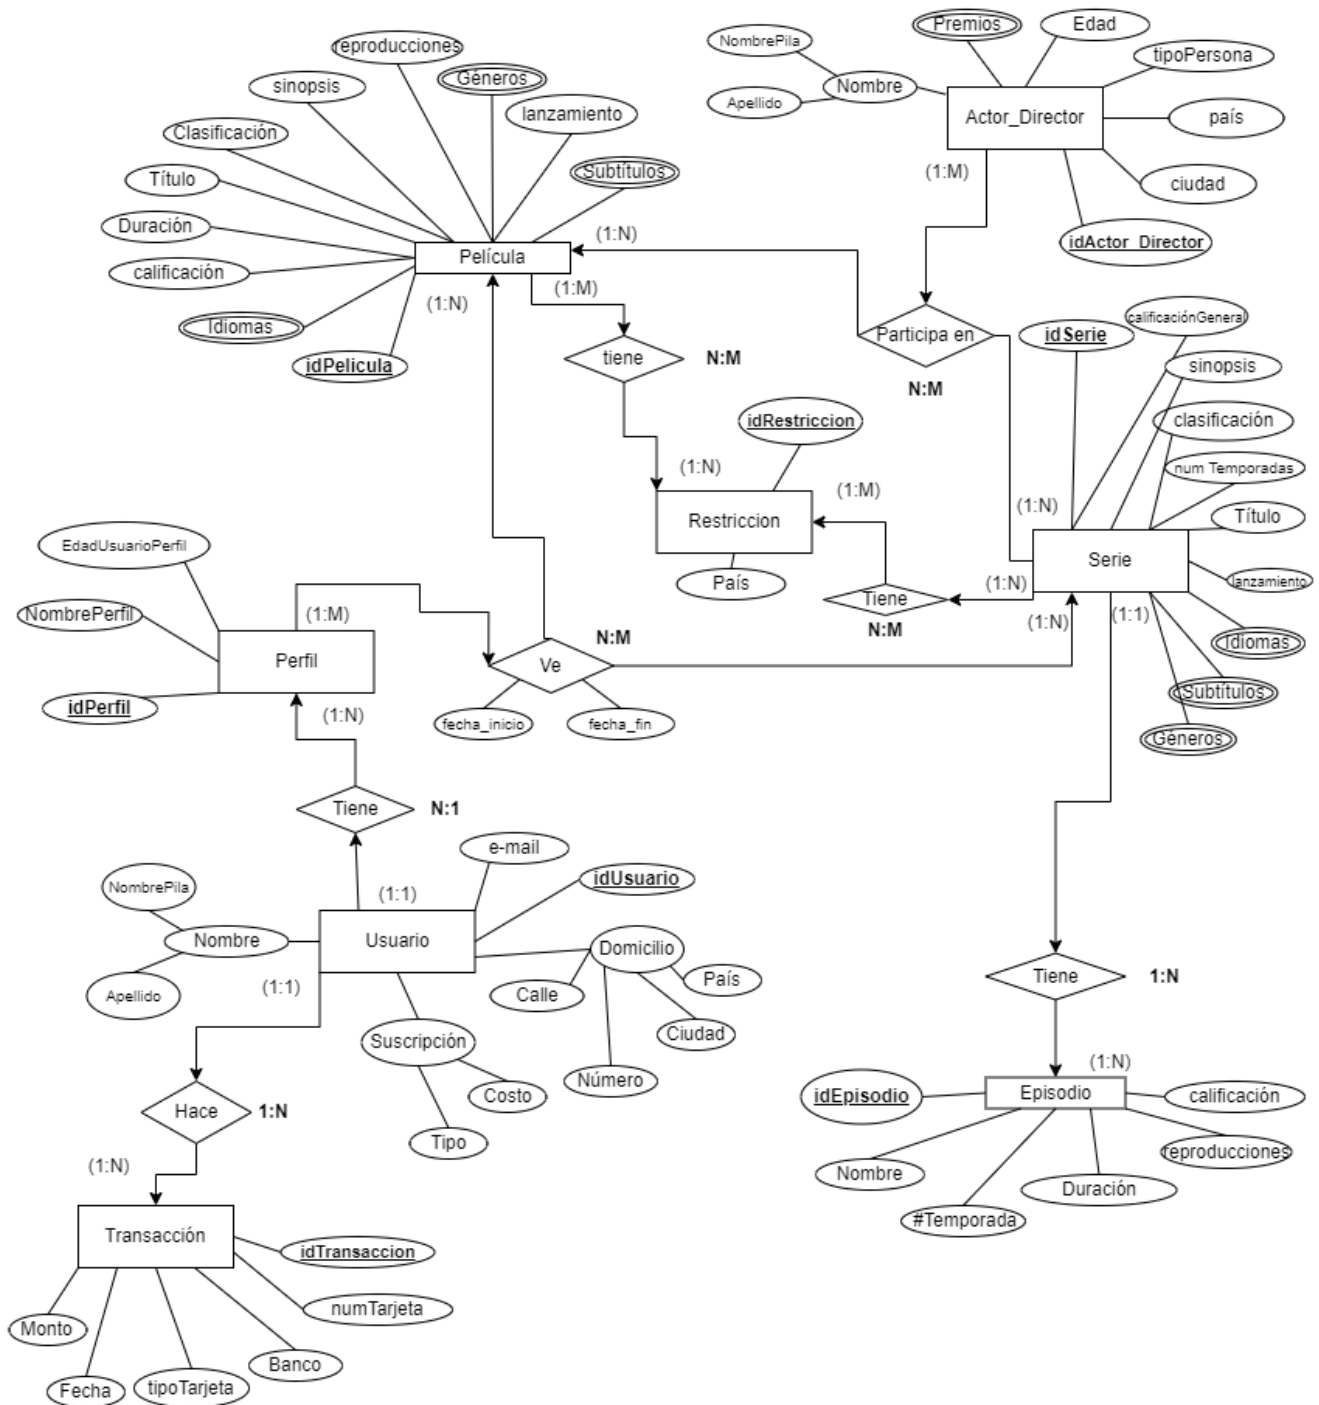 Premios
Edad
NombrePila
tipoPersona
Nombre
Apellido
Actor_Director
país
(1:M)
ciudad
idActor_Director
reproducciones
Géneros
sinopsis
lanzamiento
Clasificación
Subtítulos
Título
Duración
calificación
Película
(1:N)
(1:N)
(1:M)
Idiomas
idPelicula
tiene
N:M
Participa en
N:M
idSerie
calificaciónGeneral
sinopsis
clasificación
num Temporadas
Título
lanzamiento
Idiomas
Subtítulos
Géneros
(1:N)
Serie
(1:N)
(1:N)
(1:1)
idRestriccion
(1:N)
(1:M)
Restriccion
País
Tiene
N:M
EdadUsuarioPerfil
NombrePerfil
(1:M)
Perfil
idPerfil
(1:N)
N:M
Ve
fecha_inicio
fecha_fin
Tiene
N:1
e-mail
NombrePila
idUsuario
(1:1)
Nombre
Usuario
Domicilio
País
(1:1)
Apellido
Calle
Ciudad
Suscripción
Número
Costo
Tipo
Hace
1:N
(1:N)
Transacción
idTransaccion
numTarjeta
Monto
Banco
Fecha
tipoTarjeta
Tiene
1:N
(1:N)
idEpisodio
Episodio
calificación
reproducciones
Nombre
Duración
#Temporada